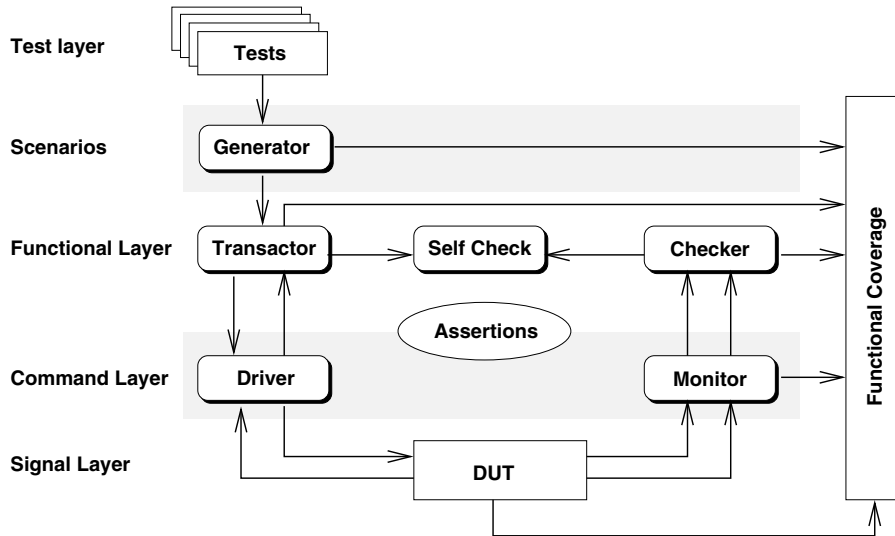 Test layer
Tests
Scenarios
Generator
Functional Layer
Transactor
Self Check
Checker
Assertions
Command Layer
Driver
Monitor
Signal Layer
DUT
Functional Coverage